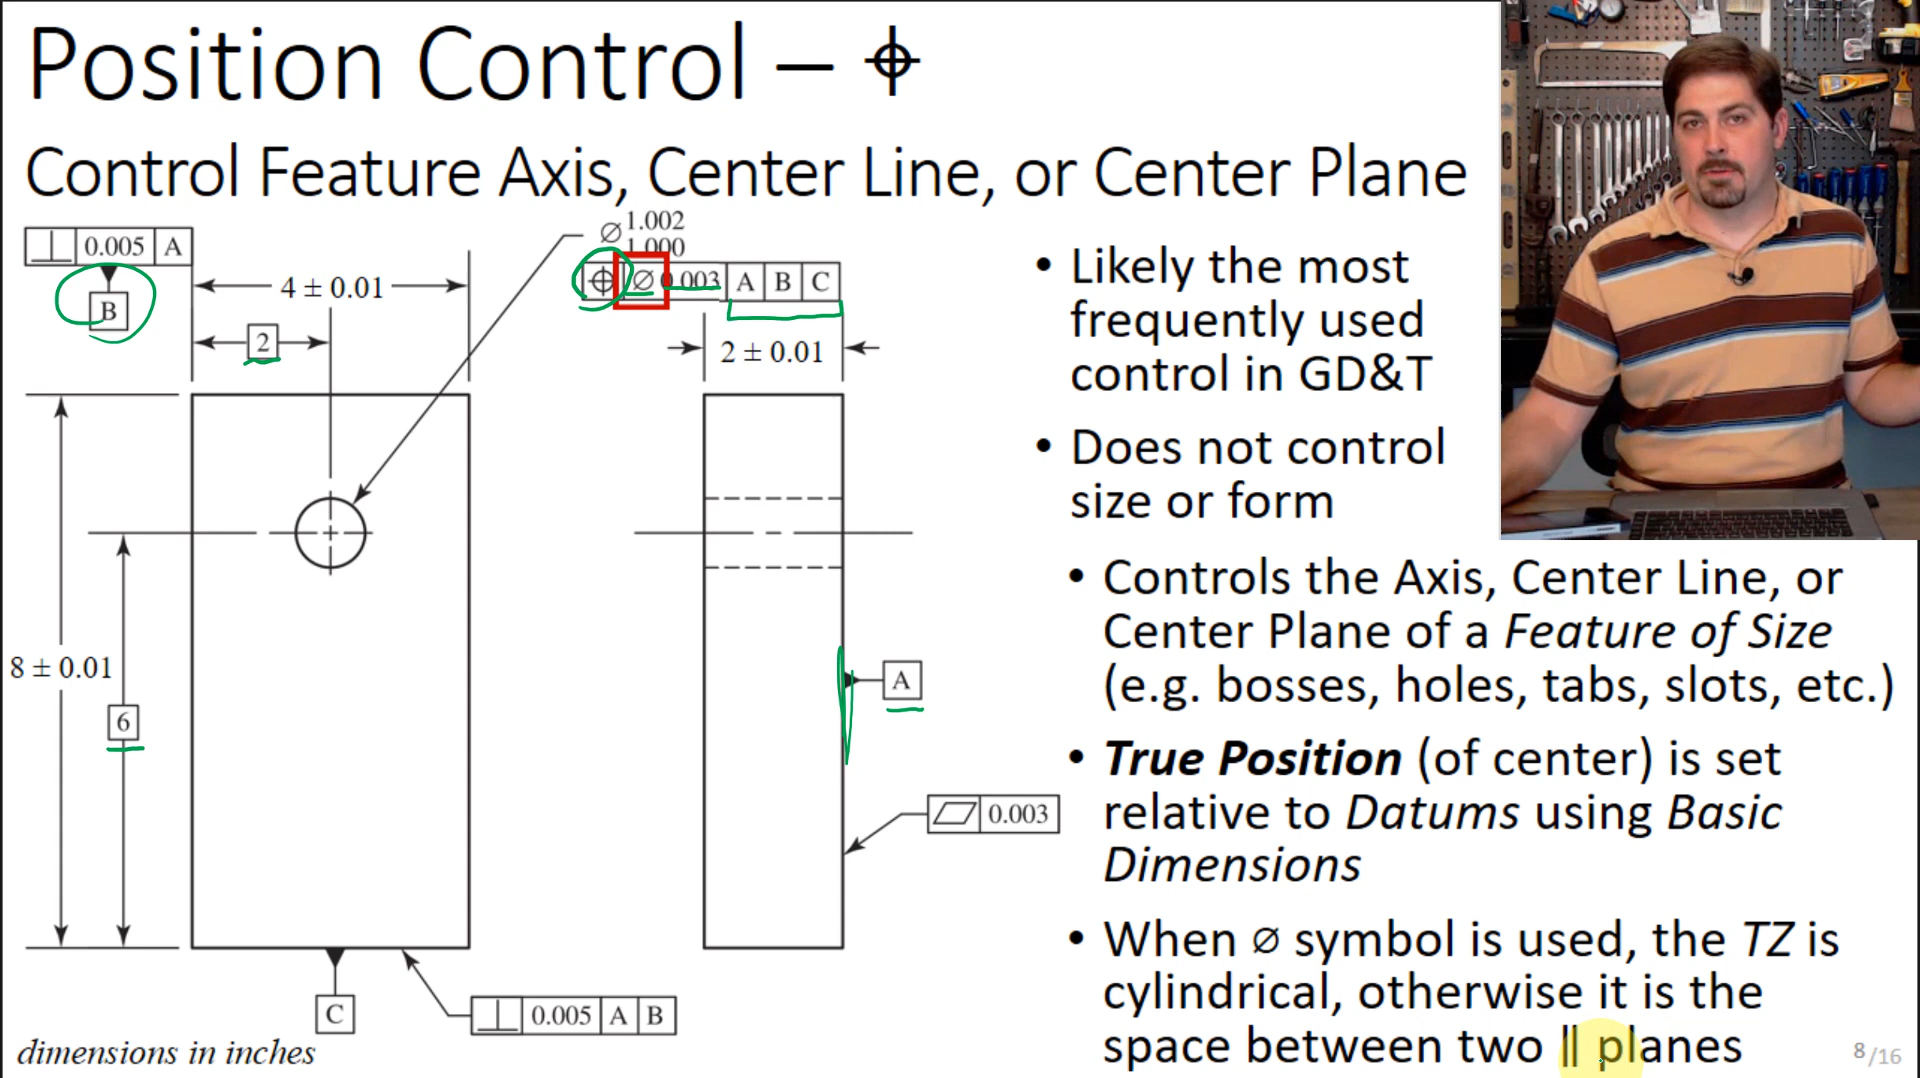 Position Control – ⌖
Control Feature Axis, Center Line, or Center Plane
⟂ 0.005 A
B
4 ± 0.01
2
8 ± 0.01
6
C
⟂ 0.005 A B
dimensions in inches
∅ 1.002
1.000
⌖ ∅ 0.003 A B C
2 ± 0.01
A
⏥ 0.003
• Likely the most
frequently used
control in GD&T
• Does not control
size or form
• Controls the Axis, Center Line, or
Center Plane of a Feature of Size
(e.g. bosses, holes, tabs, slots, etc.)
• True Position (of center) is set
relative to Datums using Basic
Dimensions
• When ∅ symbol is used, the TZ is
cylindrical, otherwise it is the
space between two || planes
8/16